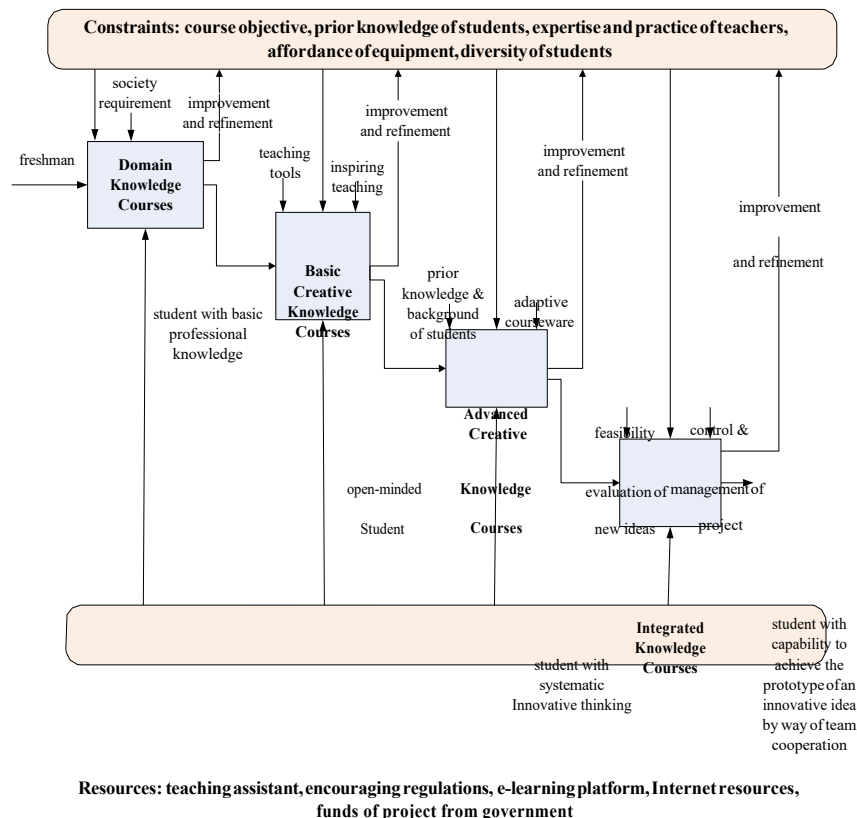 Constraints: course objective, prior knowledge of students, expertise and practice of teachers,
affordance of equipment, diversity of students
society
requirement
improvement
and refinement
freshman
Domain
Knowledge
Courses
teaching
tools
inspiring
teaching
improvement
and refinement
student with basic
professional
knowledge
Basic
Creative
Knowledge
Courses
prior
knowledge &
background
of students
adaptive
courseware
improvement
and refinement
Advanced
Creative
Knowledge
Courses
open-minded
Student
feasibility
evaluation of
new ideas
control &
management of
project
improvement
and refinement
Integrated
Knowledge
Courses
student with
systematic
Innovative thinking
student with
capability to
achieve the
prototype of an
innovative idea
by way of team
cooperation
Resources: teaching assistant, encouraging regulations, e-learning platform, Internet resources,
funds of project from government